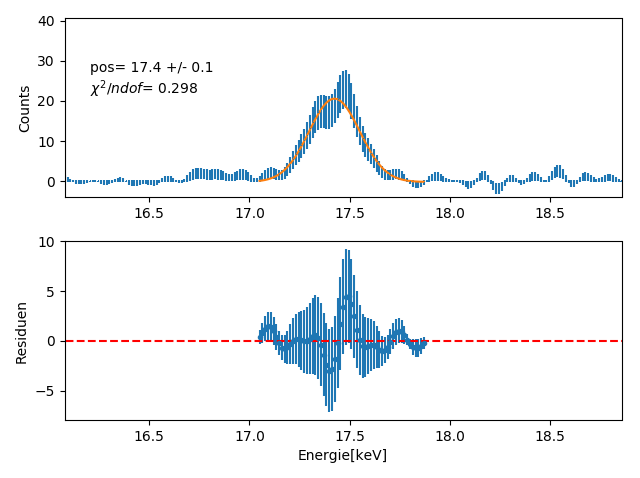 40
30
20
10
0
Counts
pos= 17.4 +/- 0.1
χ²/ndof= 0.298
16.5 17.0 17.5 18.0 18.5
10
5
0
−5
Residuen
16.5 17.0 17.5 18.0 18.5
Energie[keV]